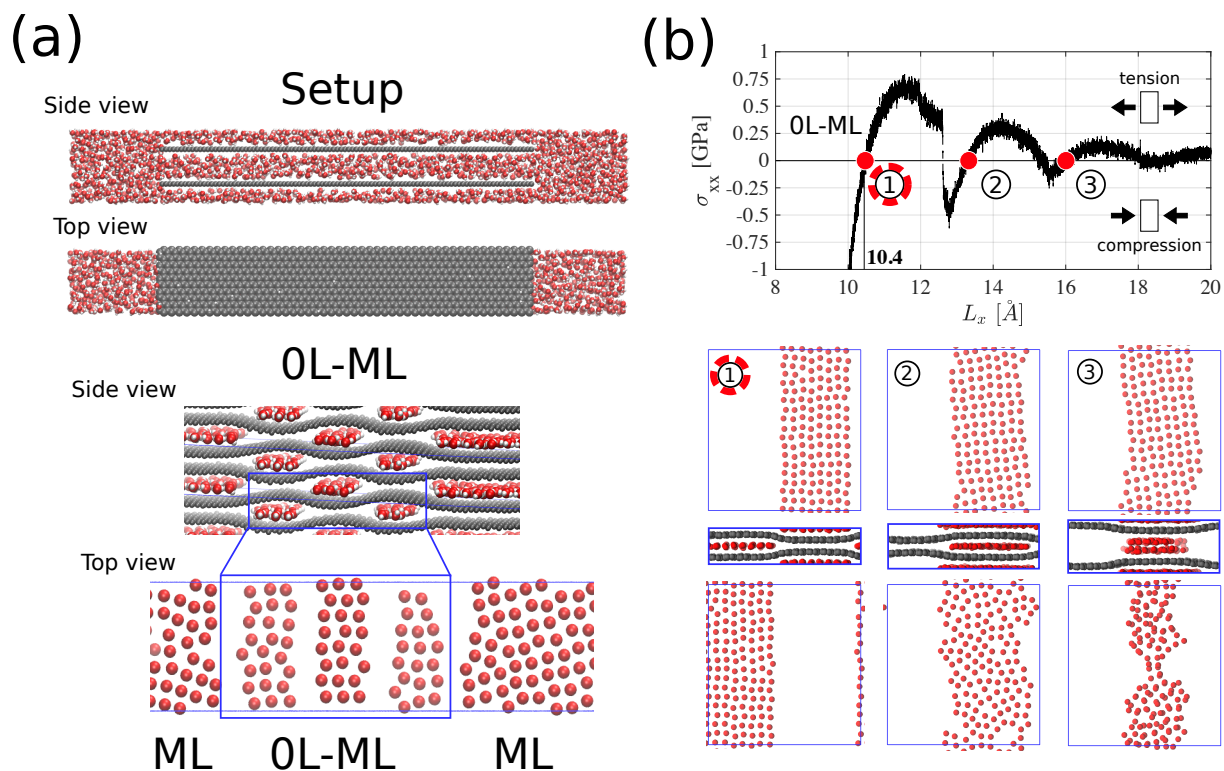 (a)
Setup
Side view
Top view
0L-ML
Side view
Top view
ML
0L-ML
ML
(b)
1
0.75
0.5
0.25
0
-0.25
-0.5
-0.75
-1
σxx [GPa]
0L-ML
tension
compression
1
2
3
10.4
8
10
12
14
16
18
20
Lx [Å]
1
2
3